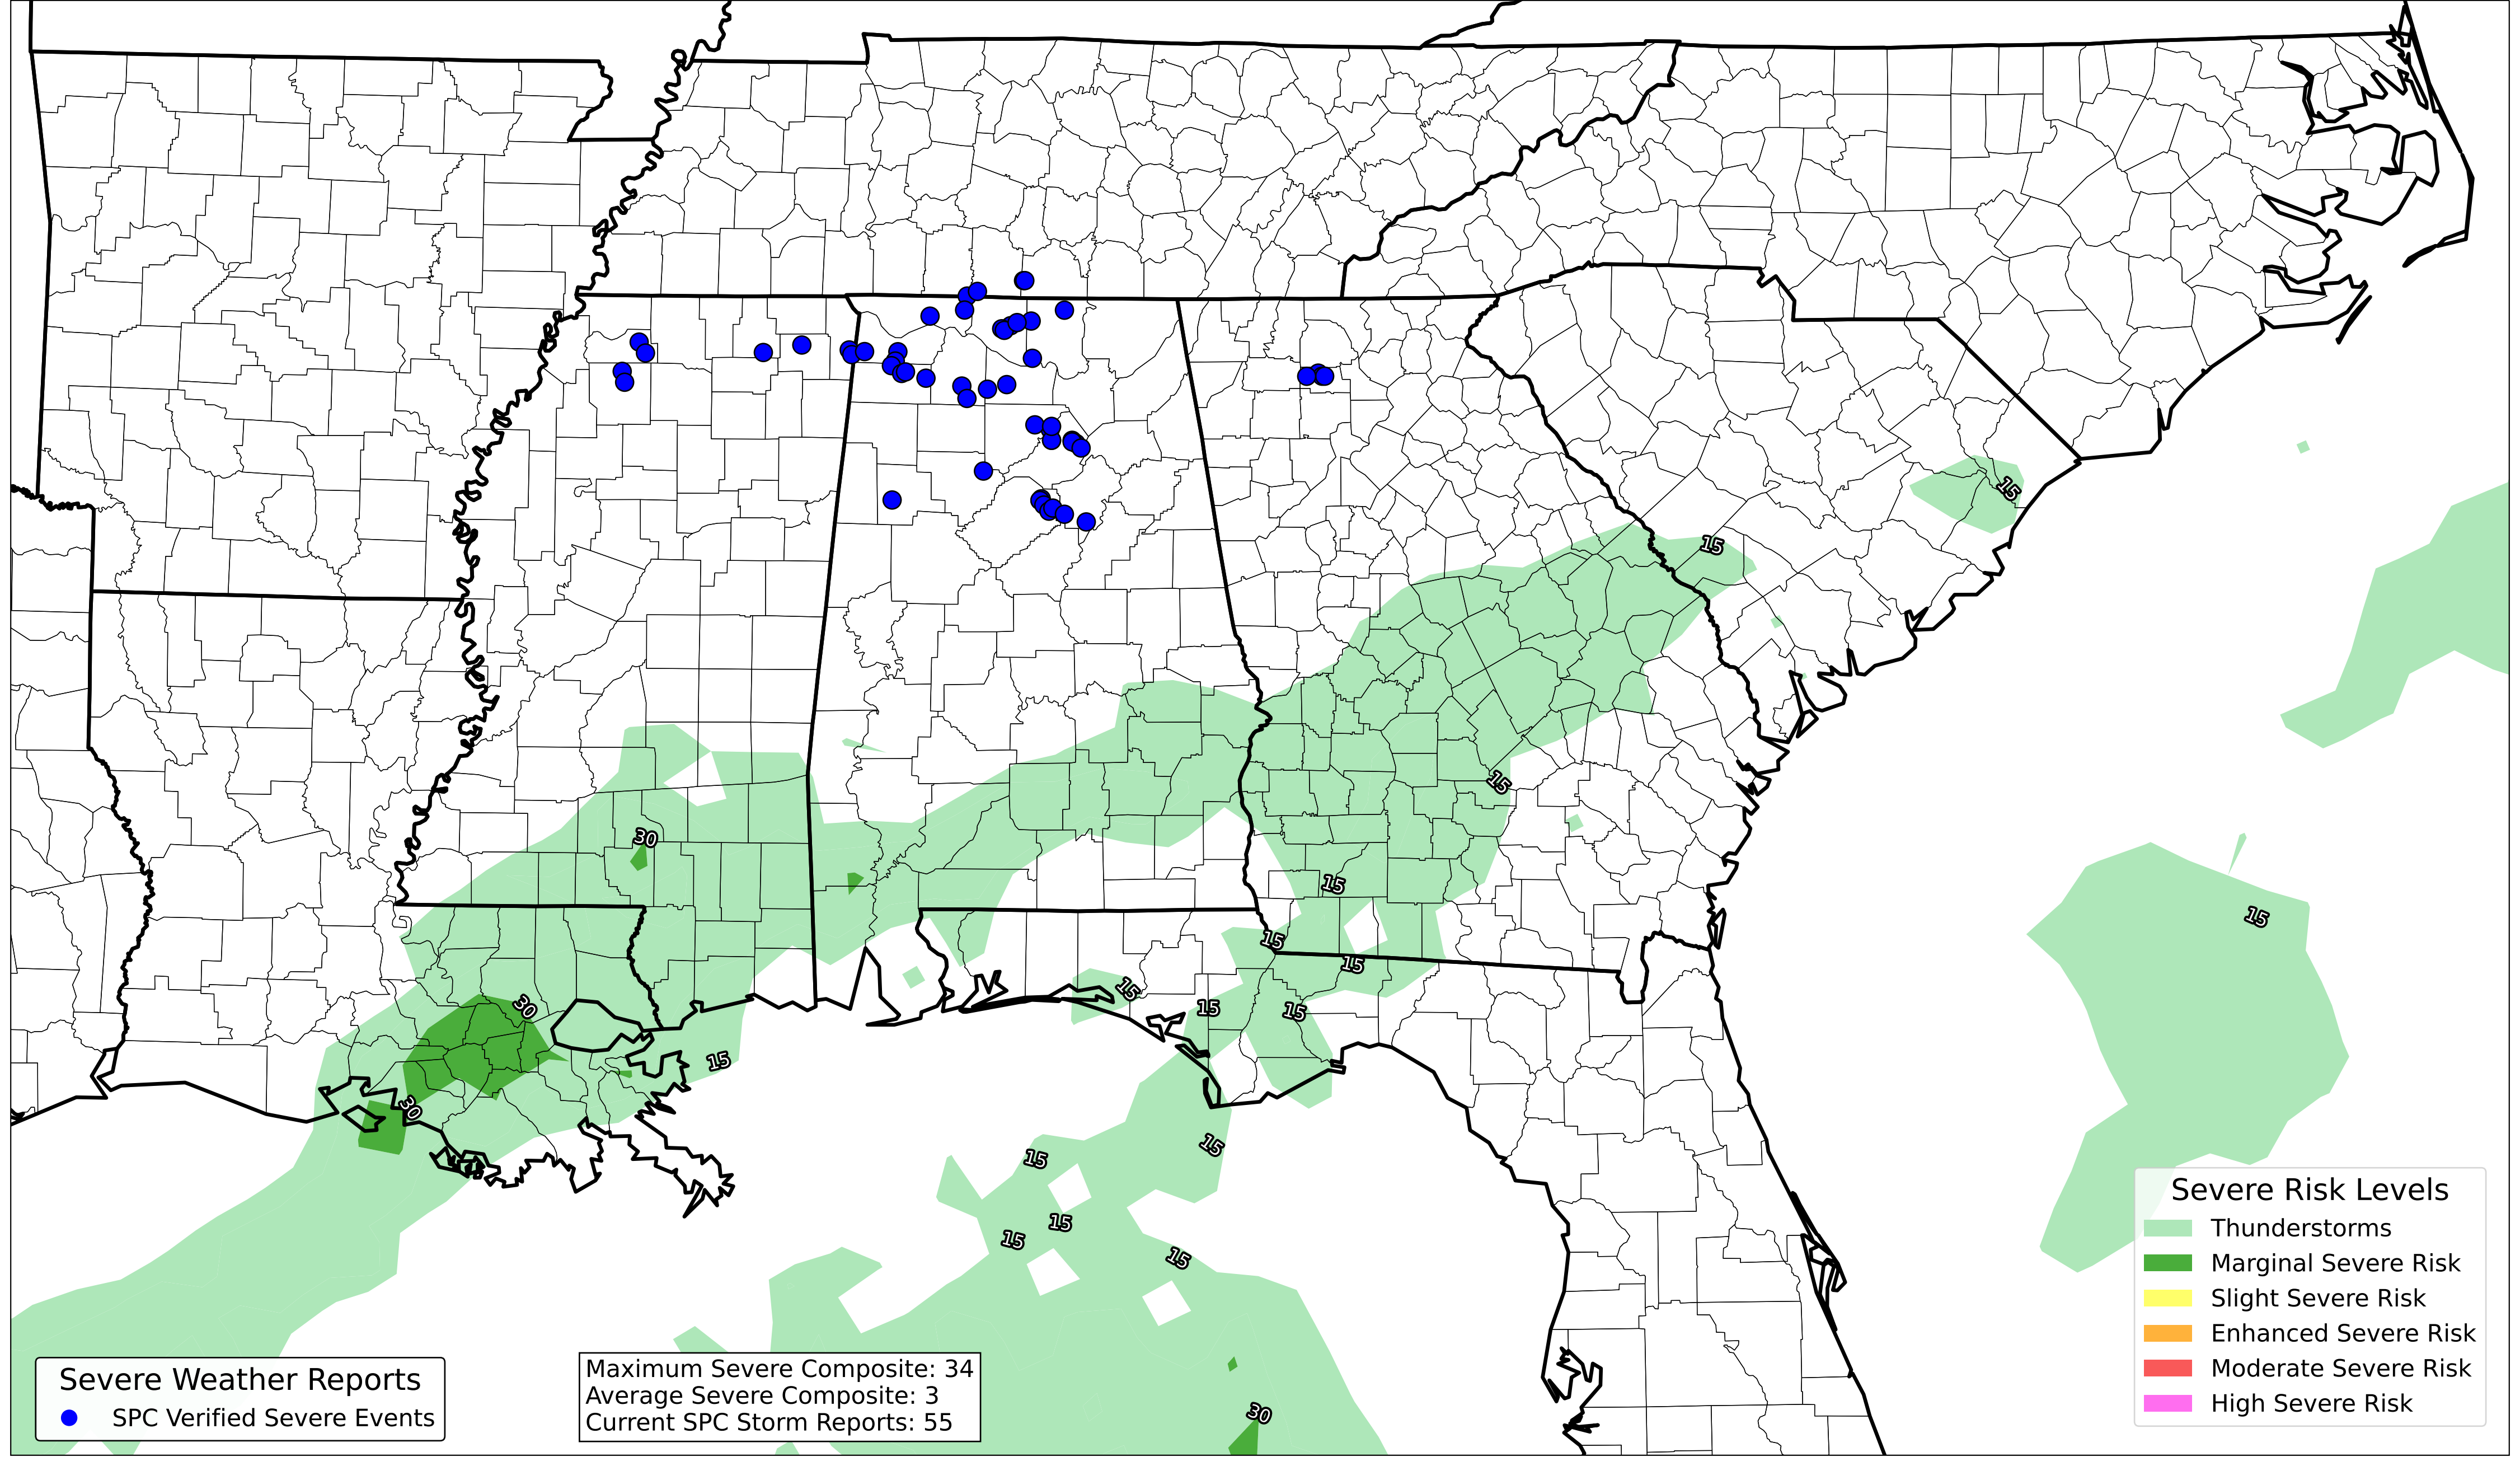 15
15
15
30
15
15
15
15
30
15
15
15
15
30
15
15
15
15
15
30
Severe Risk Levels
Thunderstorms
Marginal Severe Risk
Slight Severe Risk
Enhanced Severe Risk
Moderate Severe Risk
High Severe Risk
Severe Weather Reports
SPC Verified Severe Events
Maximum Severe Composite: 34
Average Severe Composite: 3
Current SPC Storm Reports: 55